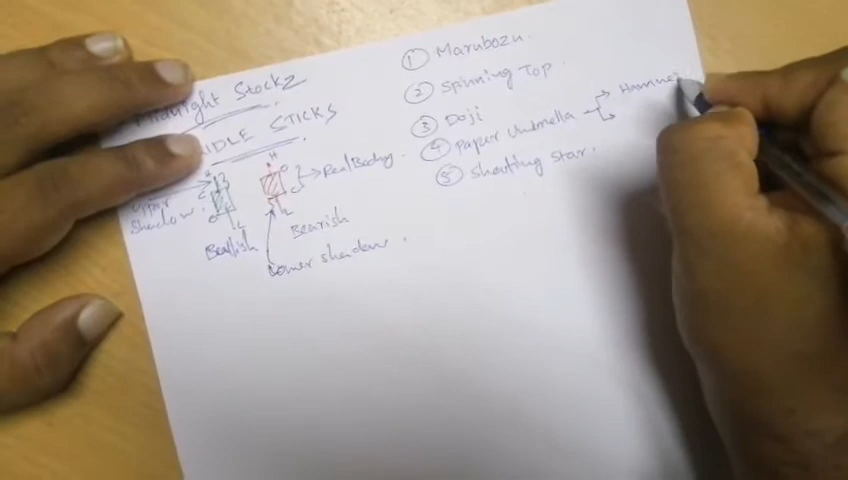 Midnight Stockz
NDLE STICKS
H
C
O
L
Upper
Shadow.
Bullish
H
O
C
L
Real Body.
Bearish
Lower shadow.
① Marubozu.
② Spinning Top.
③ Doji
④ Paper Umbrella
Hammer
⑤ Shooting Star.